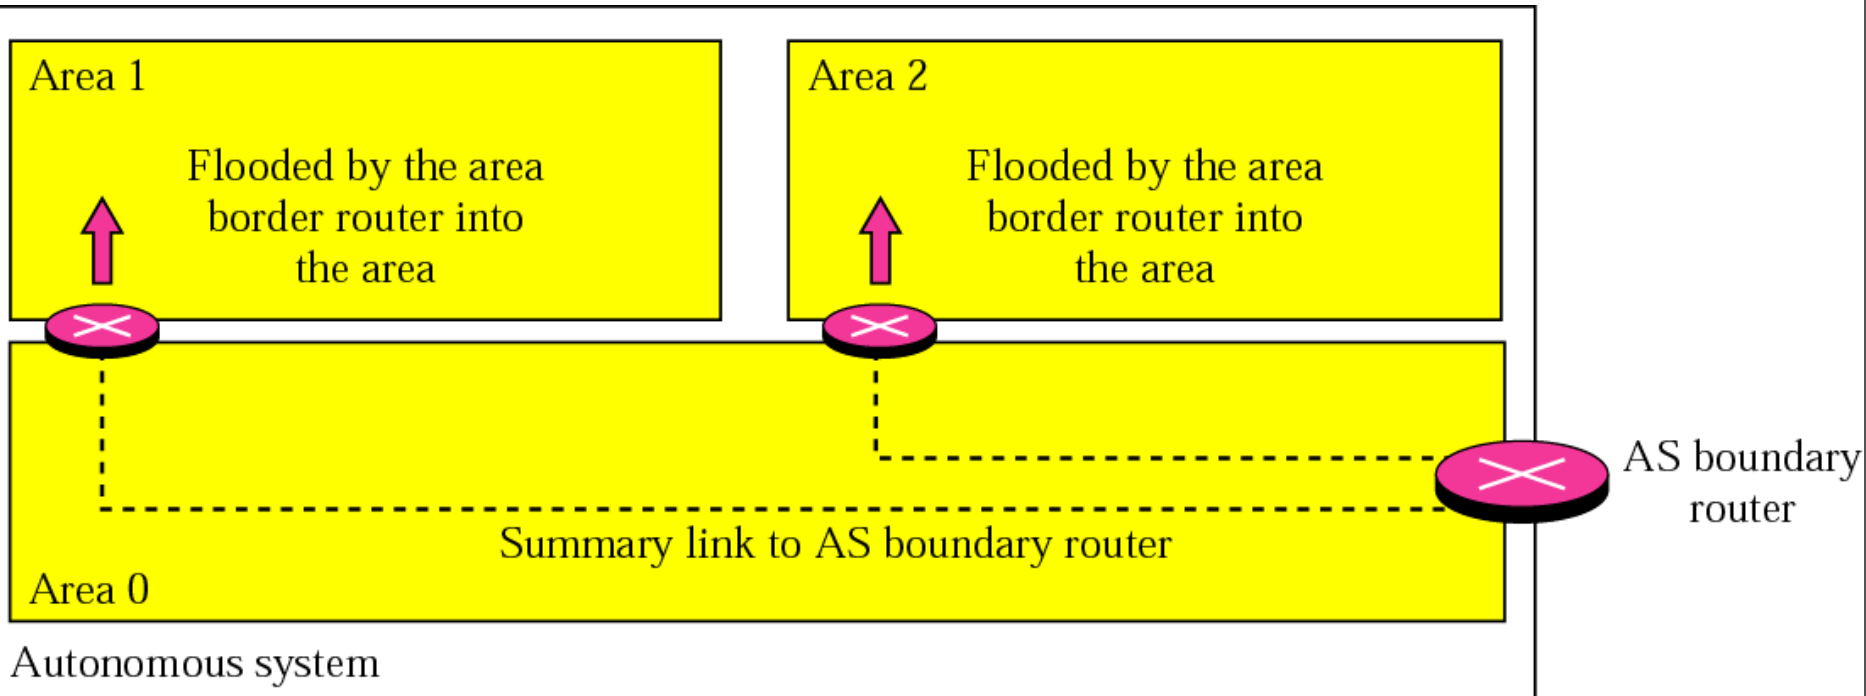 Area 1
Flooded by the area
border router into
the area
Area 2
Flooded by the area
border router into
the area
AS boundary
router
Summary link to AS boundary router
Area 0
Autonomous system